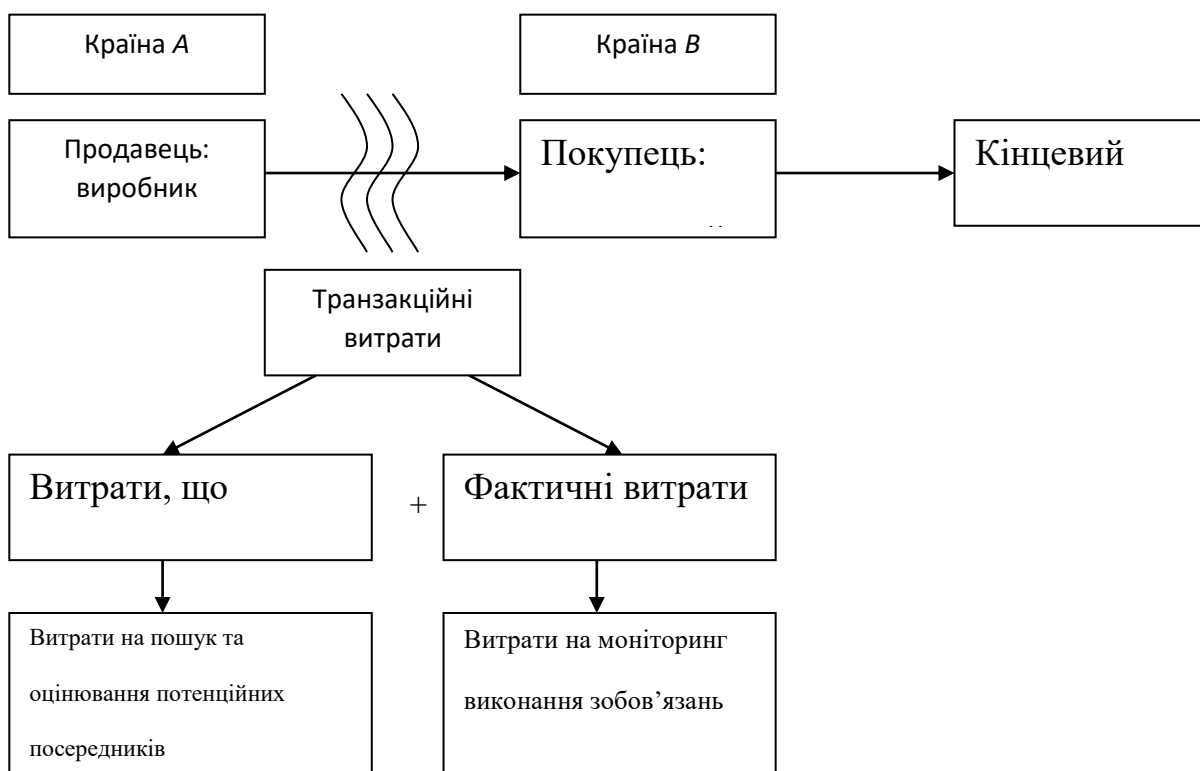 Країна A
Країна B
Продавець:
виробник
Покупець:
Кінцевий
Транзакційні
витрати
Витрати, що
+
Фактичні витрати
Витрати на пошук та
оцінювання потенційних
посередників
Витрати на моніторинг
виконання зобов’язань